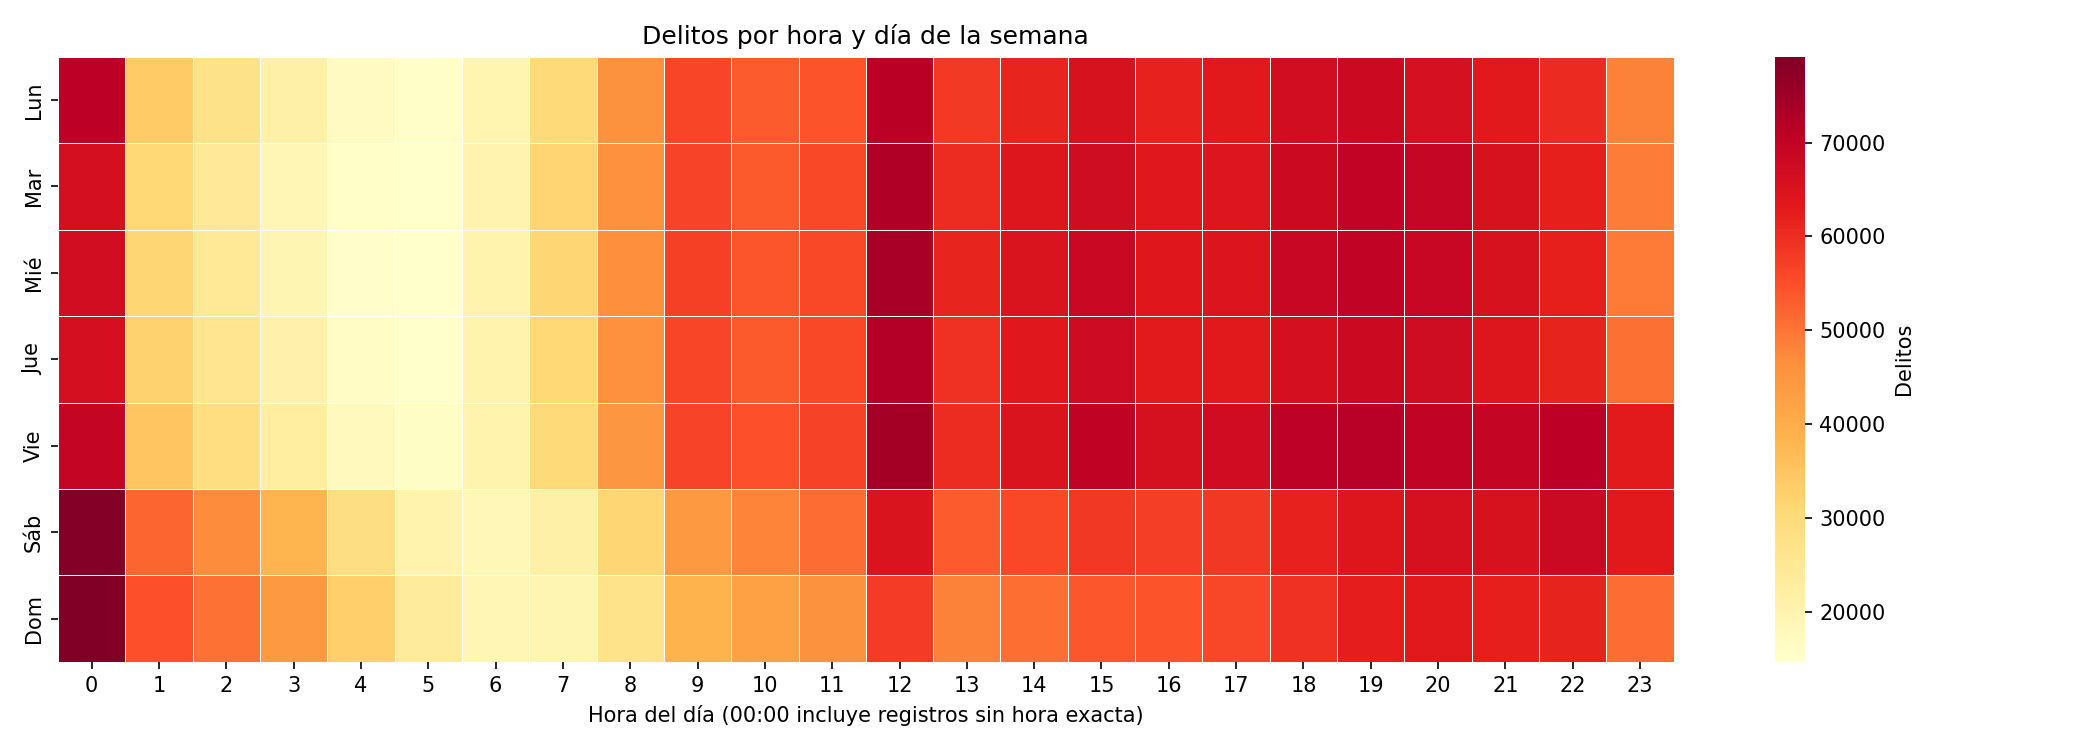 Delitos por hora y día de la semana
Lun
Mar
Mié
Jue
Vie
Sáb
Dom
0 1 2 3 4 5 6 7 8 9 10 11 12 13 14 15 16 17 18 19 20 21 22 23
Hora del día (00:00 incluye registros sin hora exacta)
70000
60000
50000
40000
30000
20000
Delitos